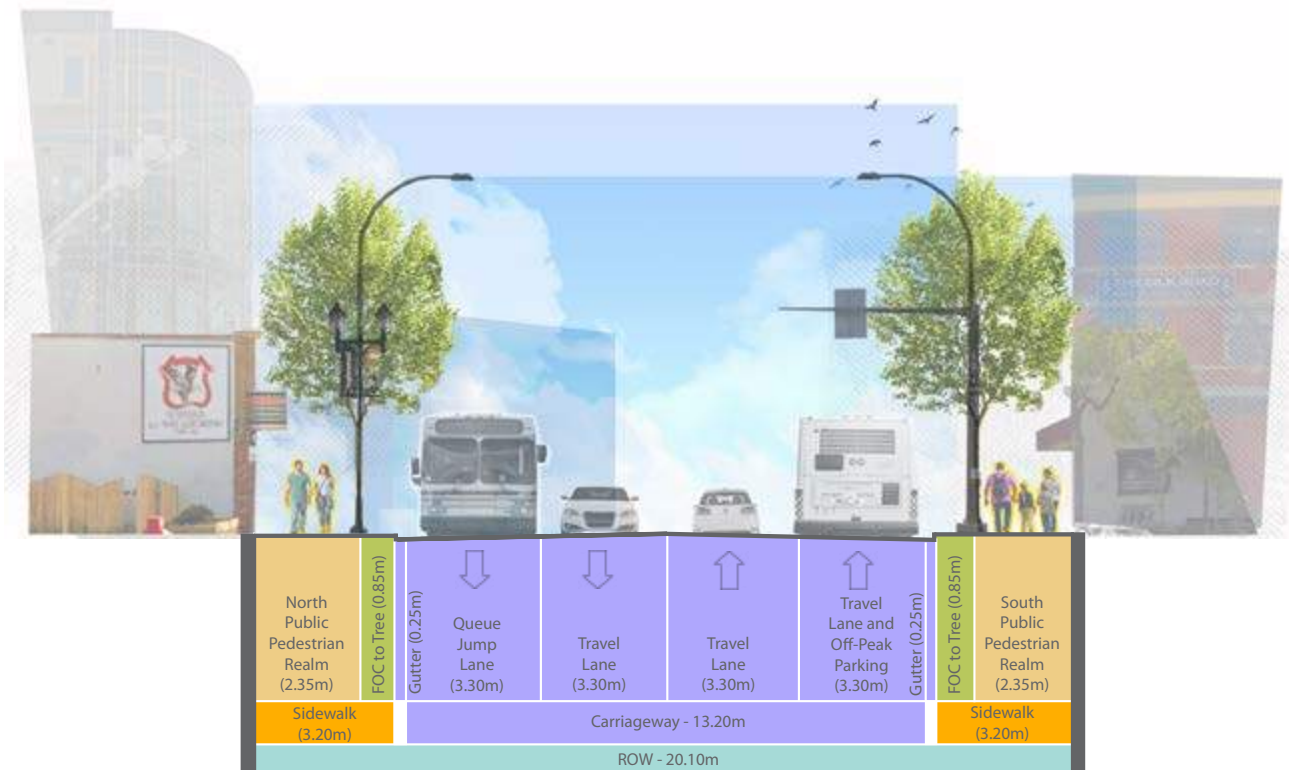 North
Public
Pedestrian
Realm
(2.35m)
FOC to Tree (0.85m)
Gutter (0.25m)
Queue
Jump
Lane
(3.30m)
Travel
Lane
(3.30m)
Travel
Lane
(3.30m)
Travel
Lane and
Off-Peak
Parking
(3.30m)
Gutter (0.25m)
FOC to Tree (0.85m)
South
Public
Pedestrian
Realm
(2.35m)
Sidewalk
(3.20m)
Carriageway - 13.20m
Sidewalk
(3.20m)
ROW - 20.10m